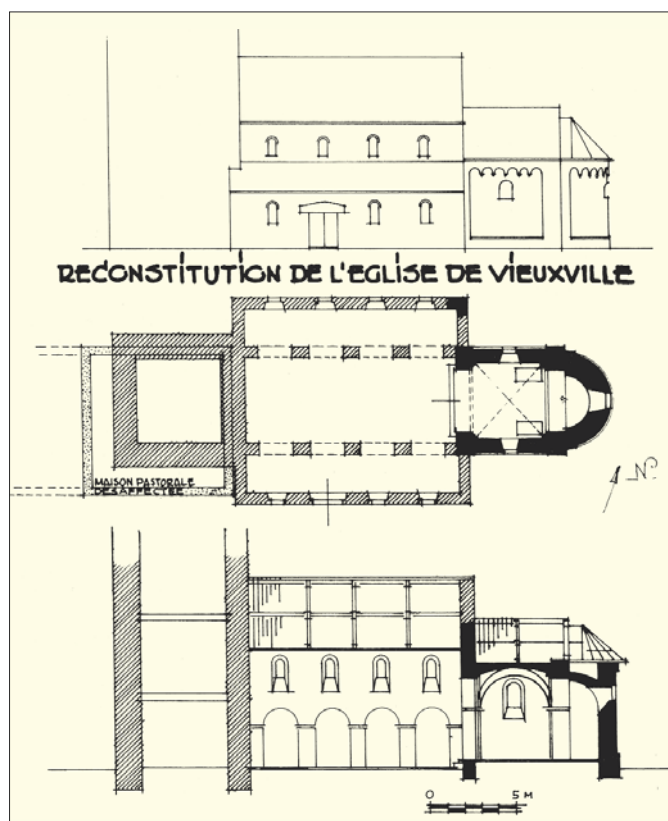 RECONSTITUTION DE L'EGLISE DE VIEUXVILLE
MAISON PASTORALE
DESAFFECTEE
N.
0 5 M